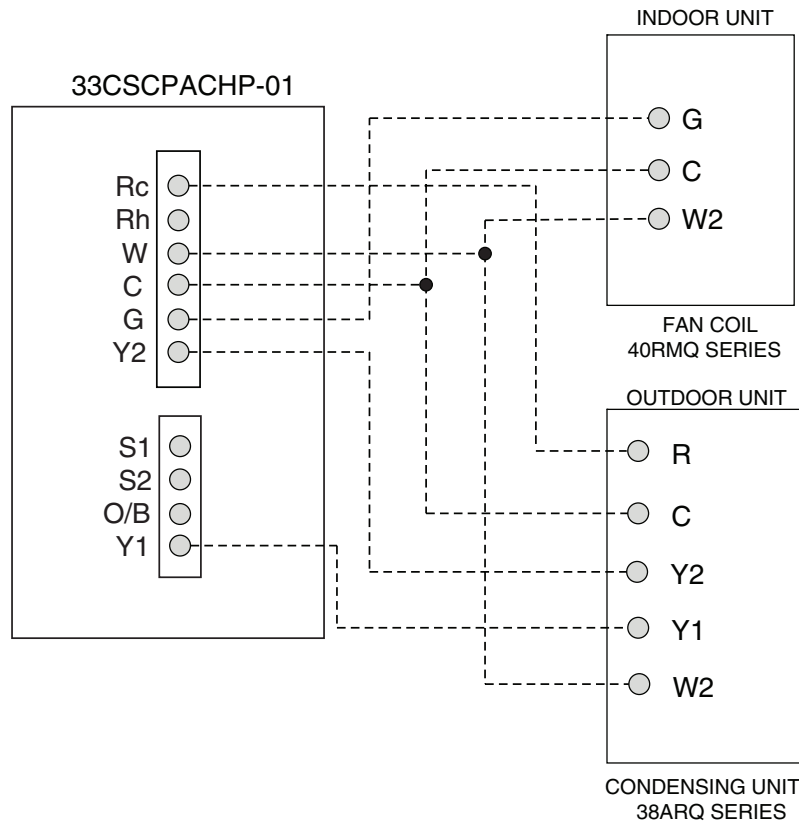 33CSCPACHP-01
Rc
Rh
W
C
G
Y2
S1
S2
O/B
Y1
INDOOR UNIT
G
C
W2
FAN COIL
40RMQ SERIES
OUTDOOR UNIT
R
C
Y2
Y1
W2
CONDENSING UNIT
38ARQ SERIES